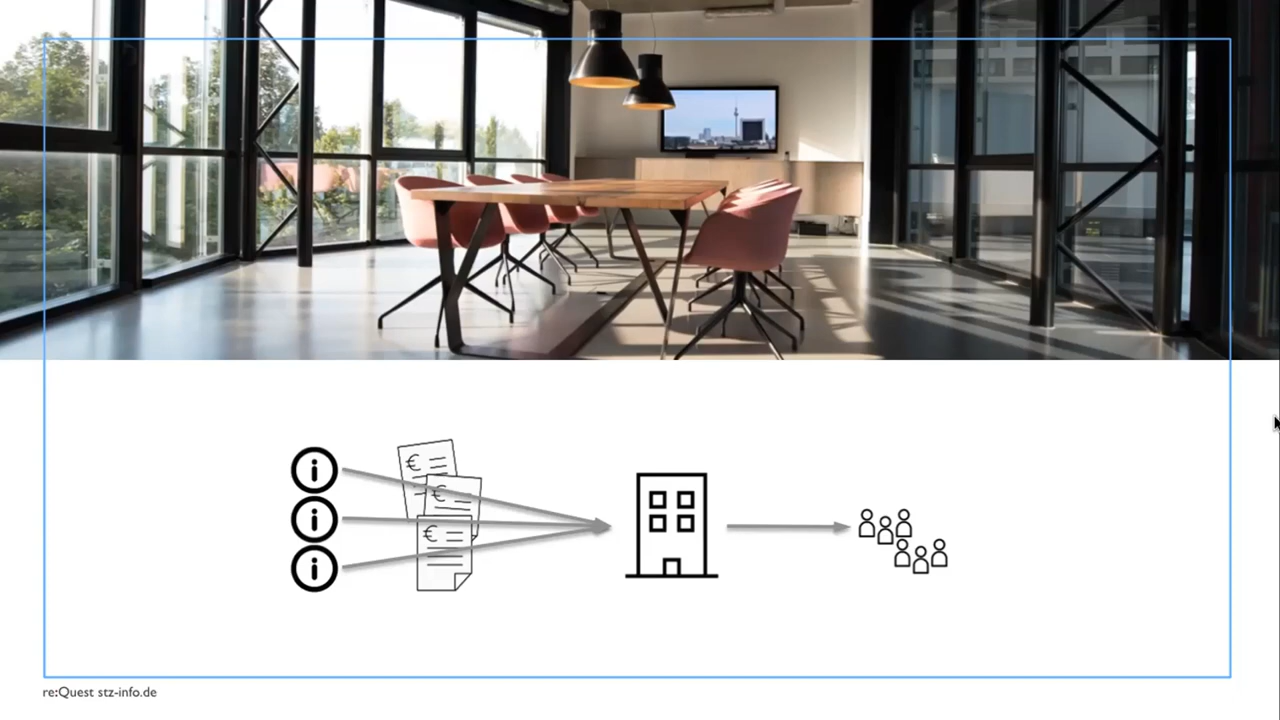 i
€
i
€
i
€
re:Quest stz-info.de